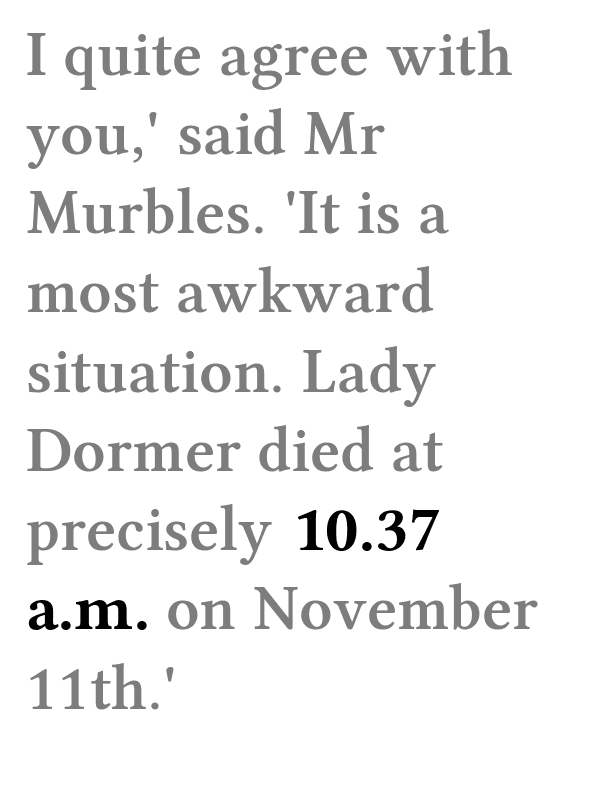 I quite agree with
you,' said Mr
Murbles. 'It is a
most awkward
situation. Lady
Dormer died at
precisely 10.37
a.m. on November
11th.'